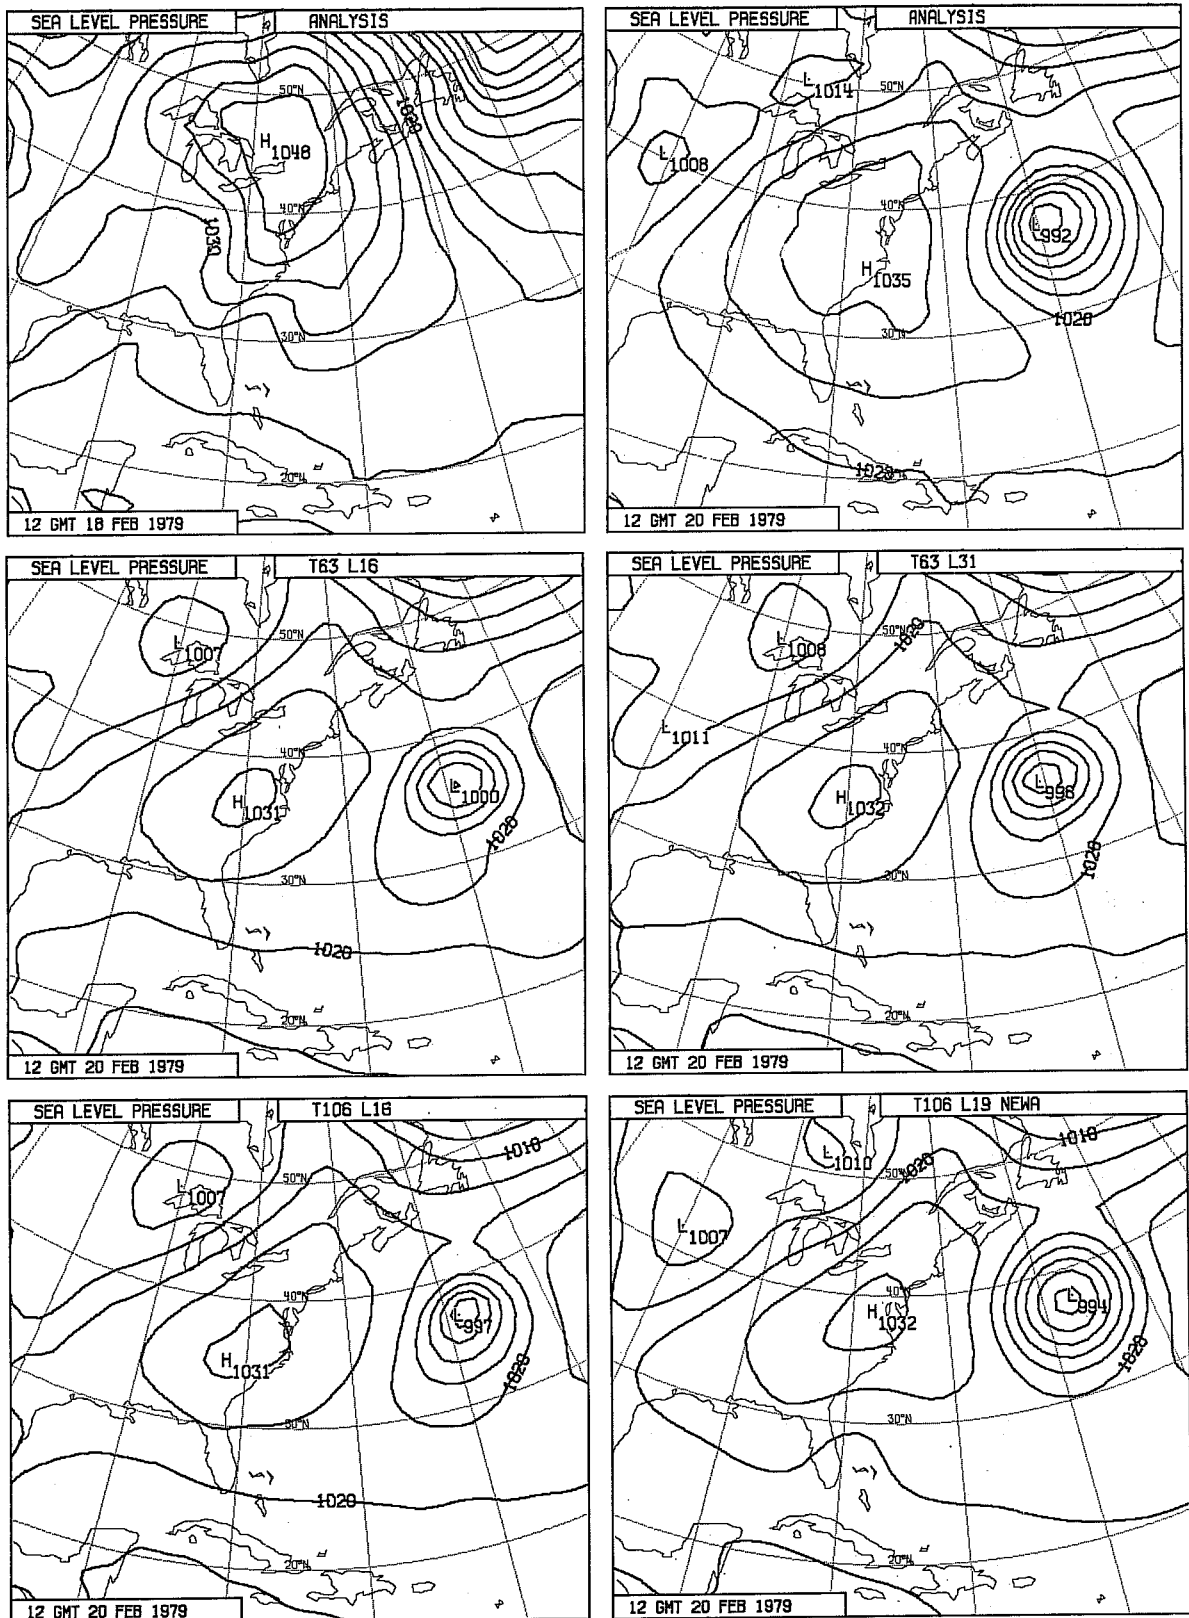 SEA LEVEL PRESSURE ANALYSIS
50°N
1020
H 1048
40°N
1030
30°N
20°N
12 GMT 18 FEB 1979
SEA LEVEL PRESSURE ANALYSIS
L 1014
50°N
L 1008
40°N
L 992
H 1035
30°N
1020
1020
20°N
12 GMT 20 FEB 1979
SEA LEVEL PRESSURE T63 L16
50°N
L 1007
40°N
L 1000
H 1031
1020
30°N
1020
20°N
12 GMT 20 FEB 1979
SEA LEVEL PRESSURE T63 L31
50°N
1020
L 1008
L 1011
40°N
L 998
H 1032
1020
30°N
20°N
12 GMT 20 FEB 1979
SEA LEVEL PRESSURE T106 L16
1010
50°N
L 1007
40°N
L 997
H 1031
1020
30°N
1020
20°N
12 GMT 20 FEB 1979
SEA LEVEL PRESSURE T106 L19 NEWA
1010
L 1010
50°N
1020
L 1007
40°N
L 994
H 1032
1020
30°N
20°N
12 GMT 20 FEB 1979